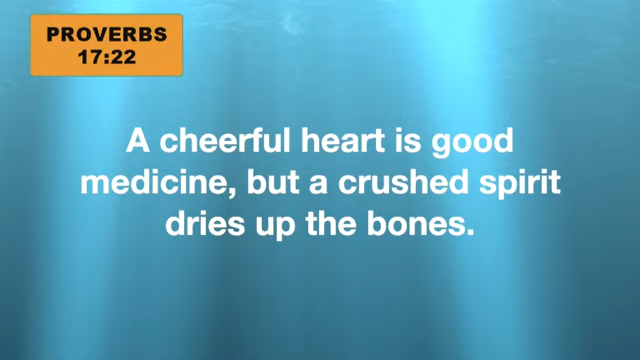 PROVERBS
17:22
A cheerful heart is good
medicine, but a crushed spirit
dries up the bones.